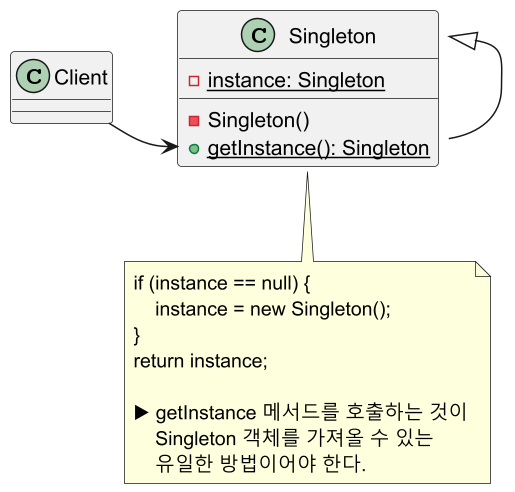 C Client
C Singleton
instance: Singleton
Singleton()
getInstance(): Singleton
if (instance == null) {
instance = new Singleton();
}
return instance;
▶ getInstance 메서드를 호출하는 것이
Singleton 객체를 가져올 수 있는
유일한 방법이어야 한다.